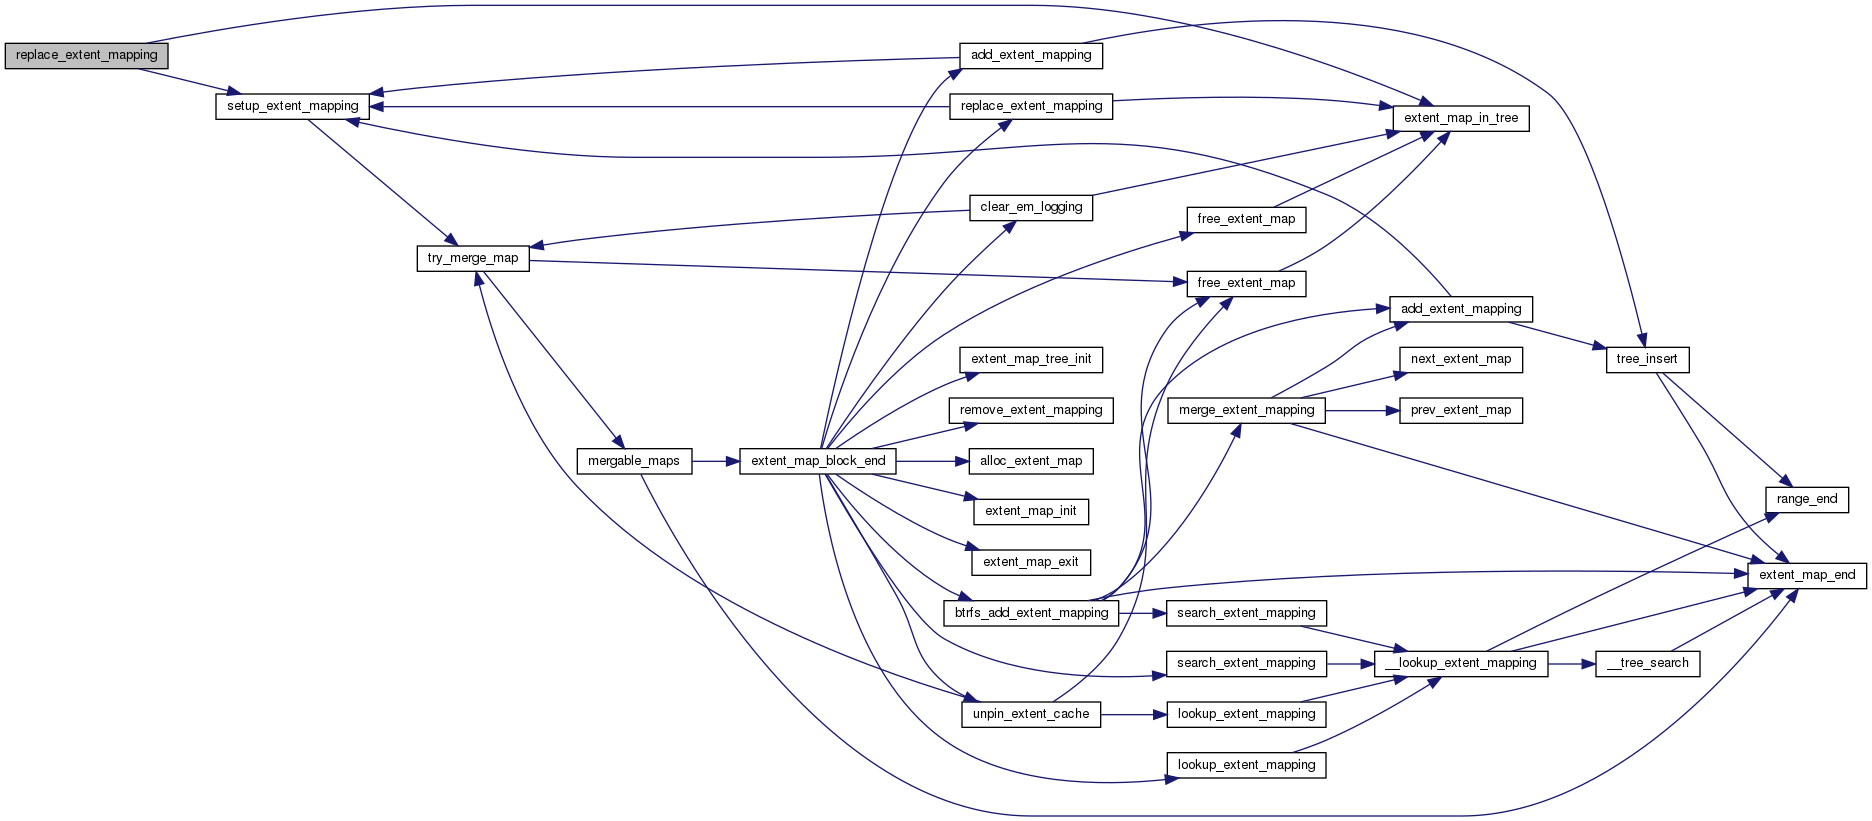 replace_extent_mapping
setup_extent_mapping
try_merge_map
mergable_maps
extent_map_block_end
add_extent_mapping
replace_extent_mapping
clear_em_logging
free_extent_map
free_extent_map
extent_map_tree_init
remove_extent_mapping
alloc_extent_map
extent_map_init
extent_map_exit
btrfs_add_extent_mapping
unpin_extent_cache
merge_extent_mapping
search_extent_mapping
search_extent_mapping
lookup_extent_mapping
lookup_extent_mapping
extent_map_in_tree
add_extent_mapping
next_extent_map
prev_extent_map
__lookup_extent_mapping
tree_insert
__tree_search
range_end
extent_map_end